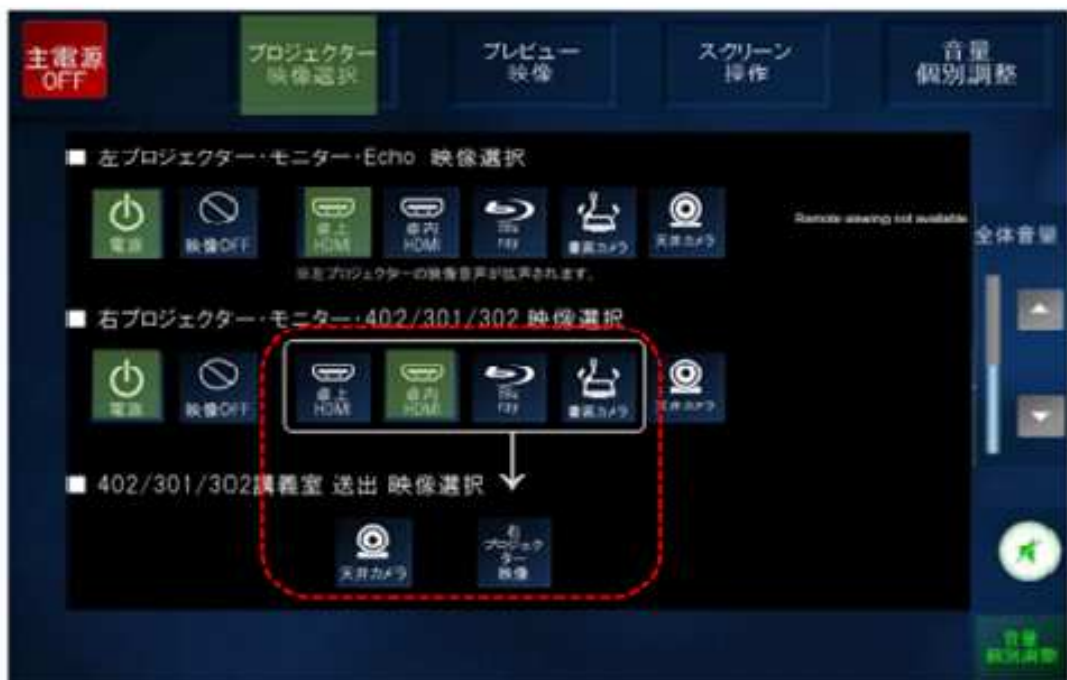 主電源
OFF
プロジェクター
映像選択
プレビュー
映像
スクリーン
操作
音量
個別調整
■ 左プロジェクター・モニター・Echo 映像選択
電源
映像OFF
卓上
HDMI
卓内
HDMI
Blu
ray
書画カメラ
天井カメラ
Remote viewing not available
全体音量
※左プロジェクターの映像音声が拡声されます。
■ 右プロジェクター・モニター・402/301/302 映像選択
電源
映像OFF
卓上
HDMI
卓内
HDMI
Blu
ray
書画カメラ
天井カメラ
■ 402/301/302講義室 送出 映像選択
天井カメラ
右
プロジェク
ター
映像
音量
個別調整